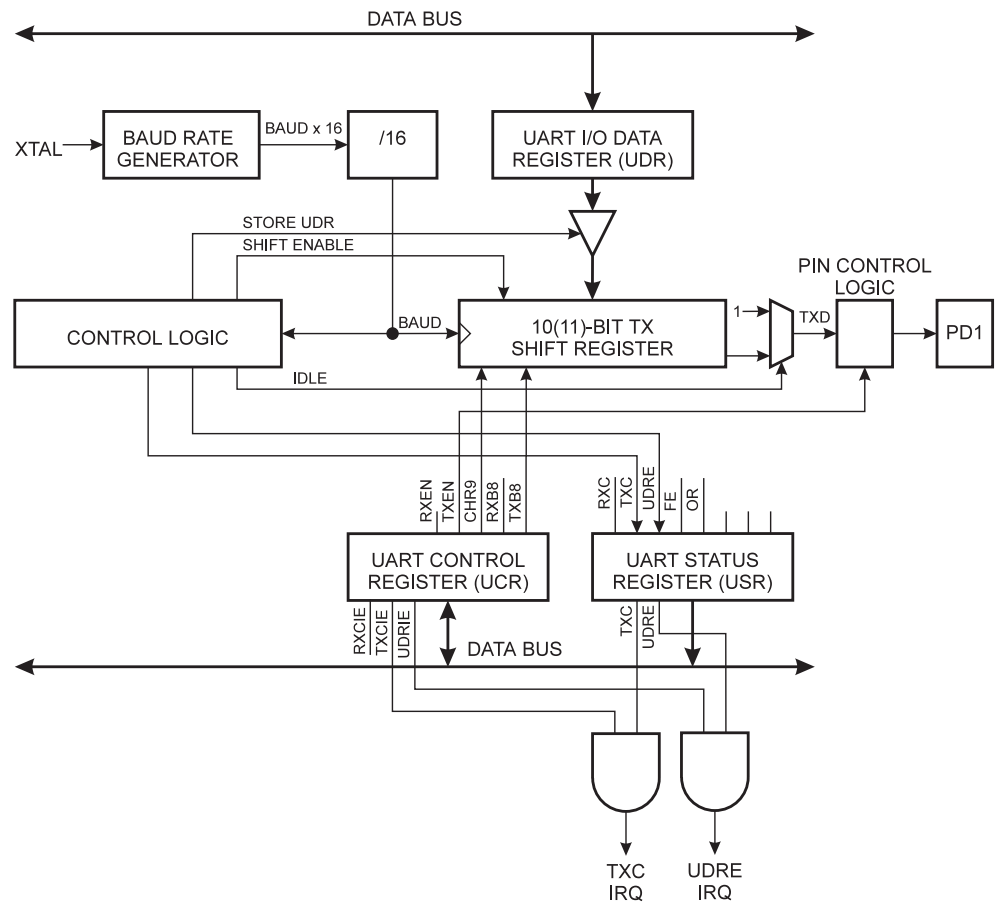 DATA BUS
XTAL
BAUD RATE
GENERATOR
BAUD x 16
/16
UART I/O DATA
REGISTER (UDR)
STORE UDR
SHIFT ENABLE
PIN CONTROL
LOGIC
CONTROL LOGIC
BAUD
10(11)-BIT TX
SHIFT REGISTER
1
TXD
PD1
IDLE
RXEN
TXEN
CHR9
RXB8
TXB8
RXC
TXC
UDRE
FE
OR
UART CONTROL
REGISTER (UCR)
UART STATUS
REGISTER (USR)
RXCIE
TXCIE
UDRIE
TXC
UDRE
DATA BUS
TXC
IRQ
UDRE
IRQ